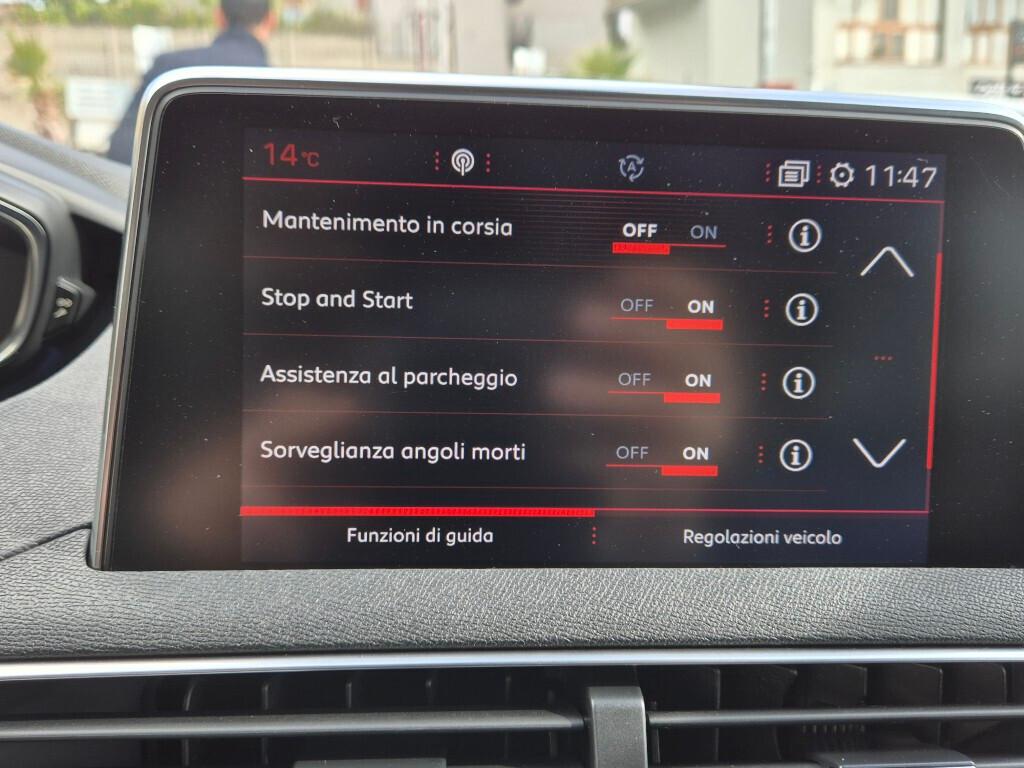 14°C
A
11:47
Mantenimento in corsia OFF ON i
Stop and Start OFF ON i
Assistenza al parcheggio OFF ON i
Sorveglianza angoli morti OFF ON i
Funzioni di guida Regolazioni veicolo